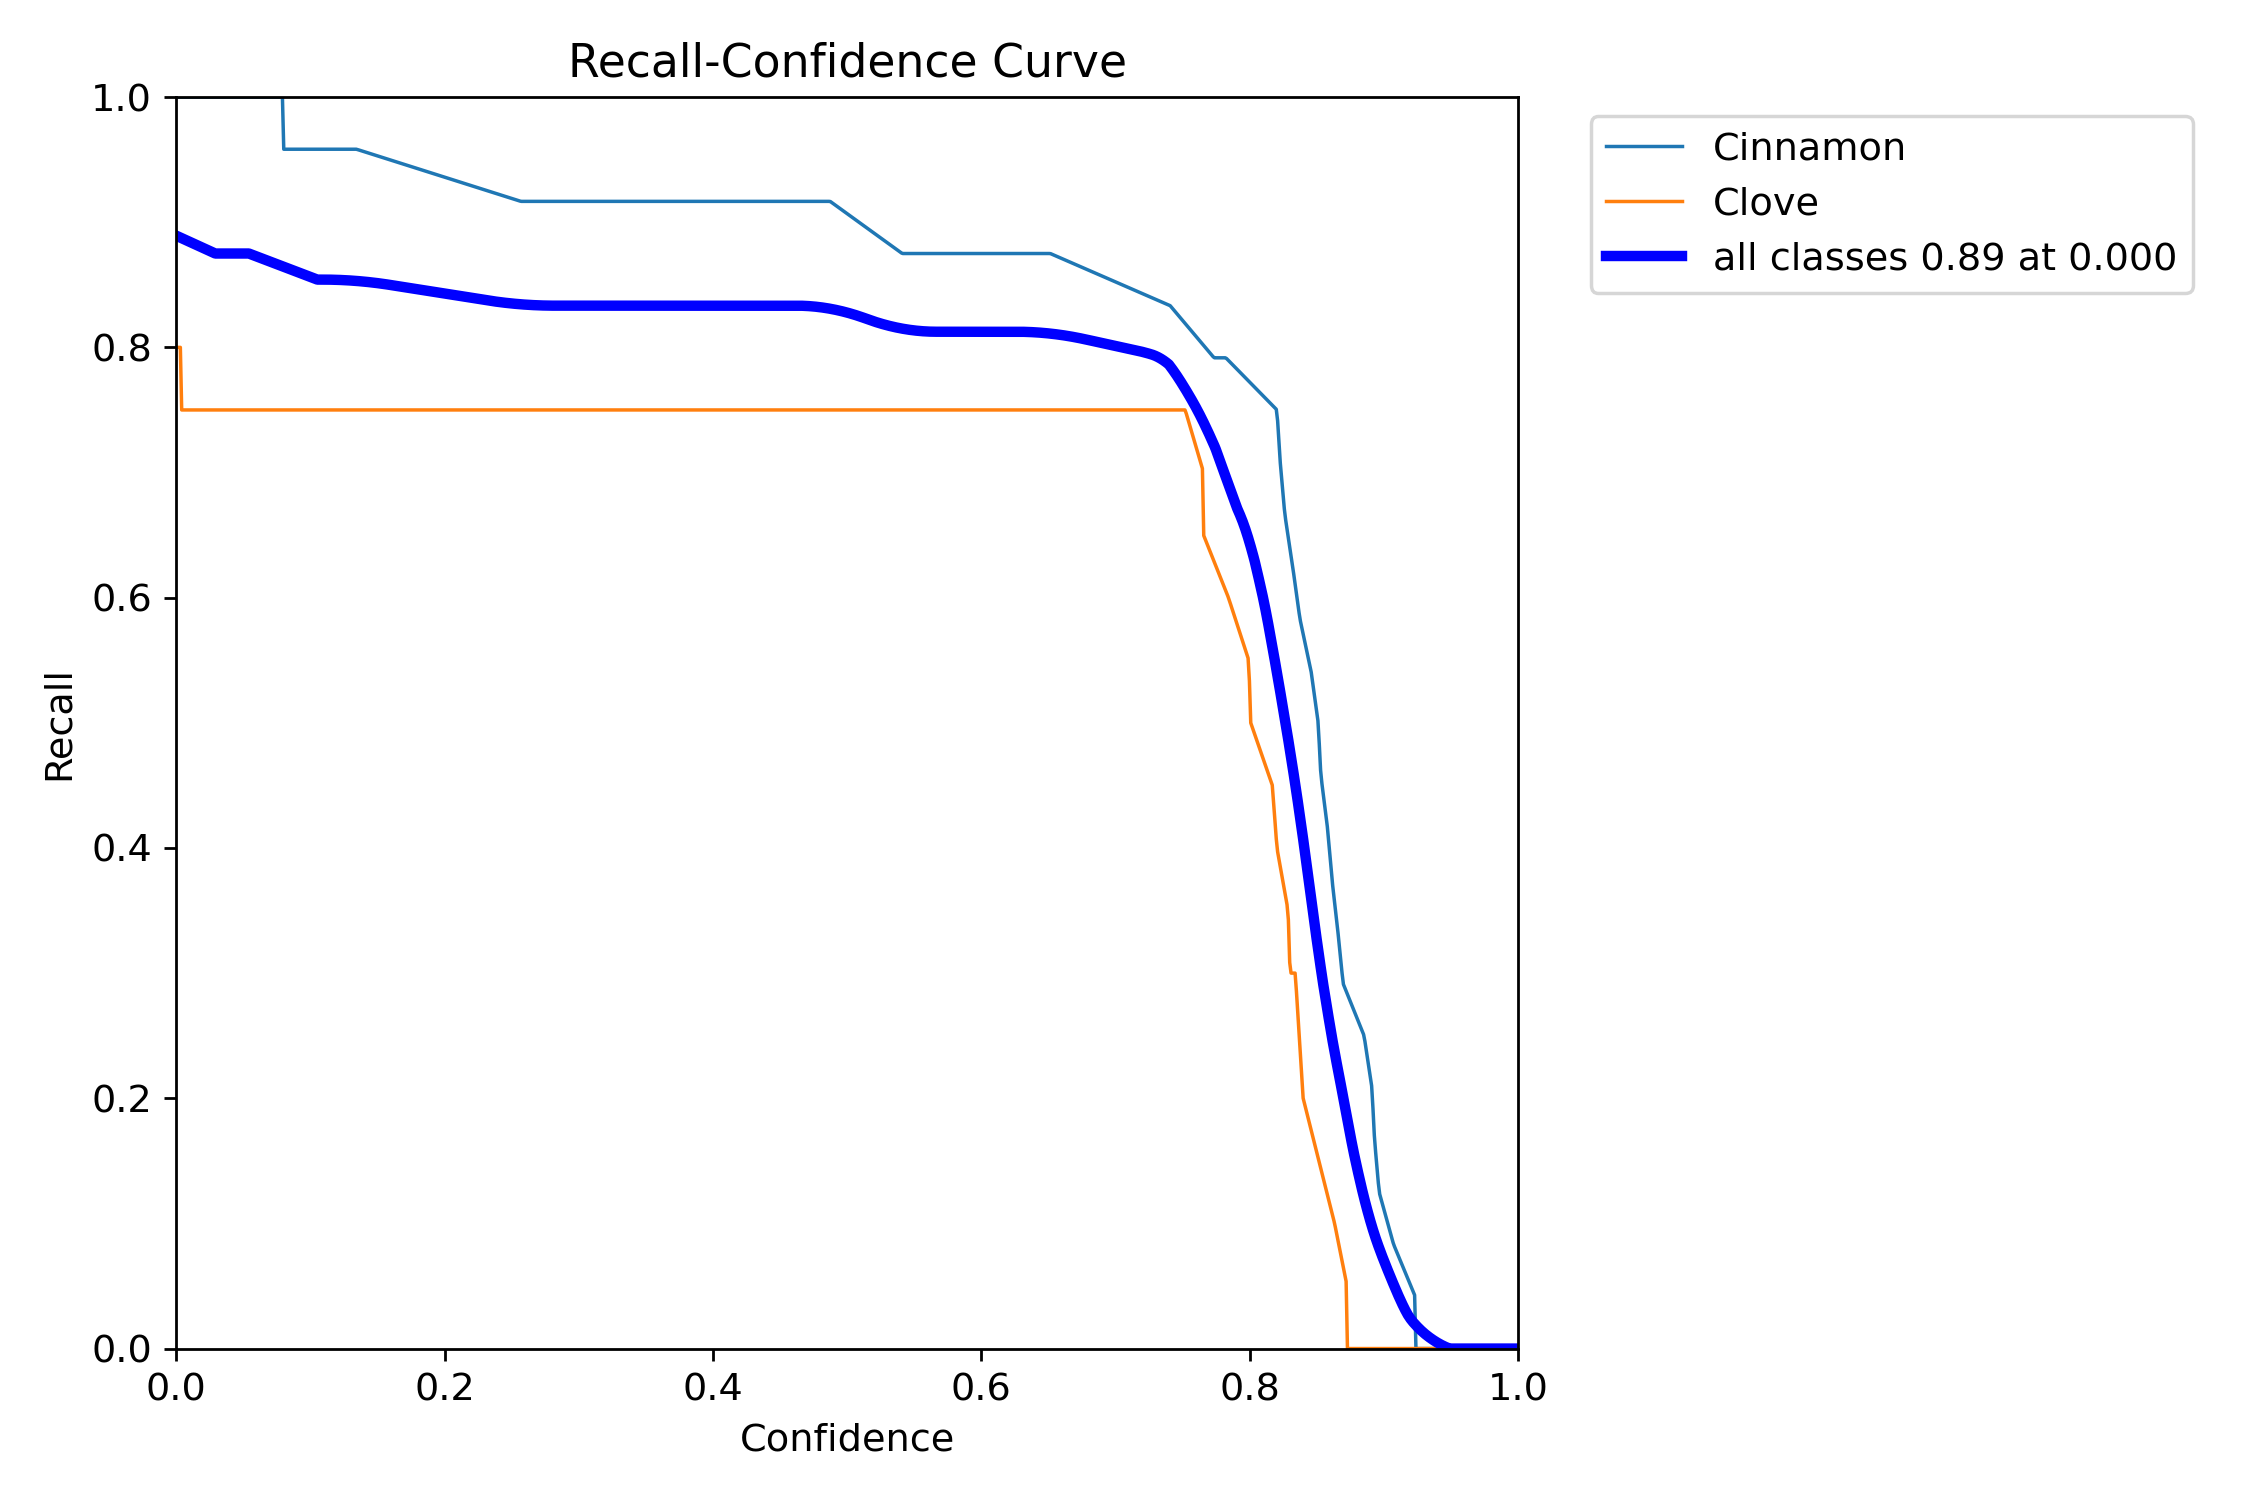 Recall-Confidence Curve
1.0
0.8
0.6
0.4
0.2
0.0
Recall
0.0 0.2 0.4 0.6 0.8 1.0
Confidence
Cinnamon
Clove
all classes 0.89 at 0.000